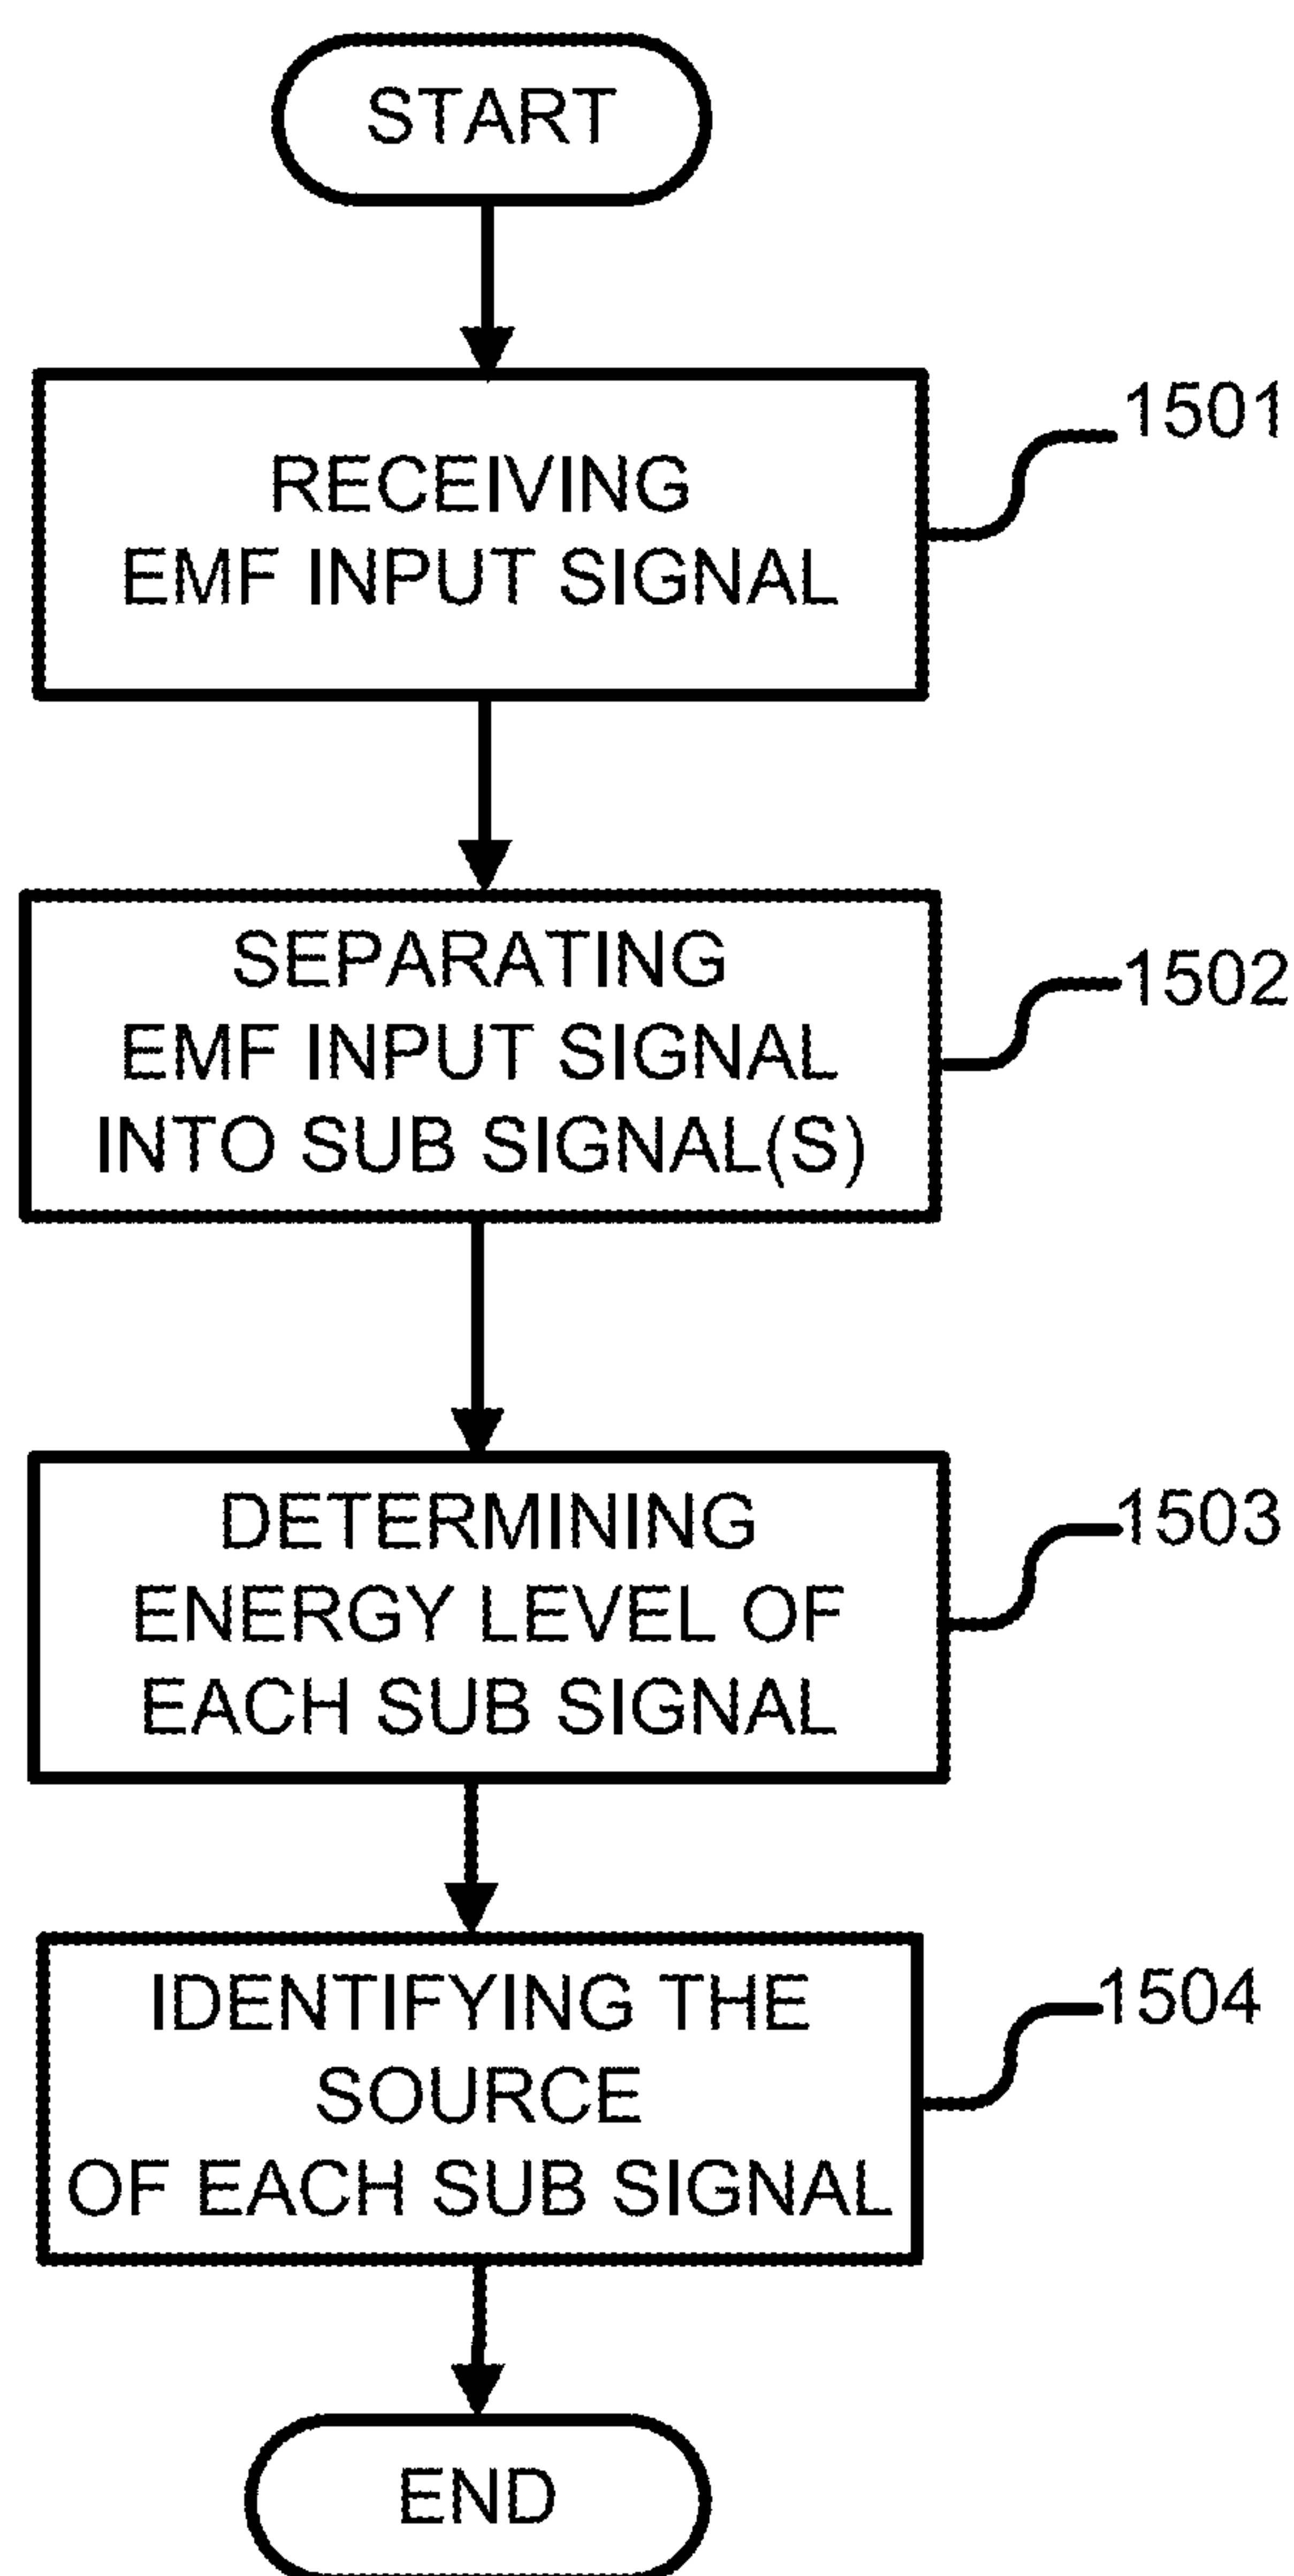 START
RECEIVING
EMF INPUT SIGNAL
1501
SEPARATING
EMF INPUT SIGNAL
INTO SUB SIGNAL(S)
1502
DETERMINING
ENERGY LEVEL OF
EACH SUB SIGNAL
1503
IDENTIFYING THE
SOURCE
OF EACH SUB SIGNAL
1504
END